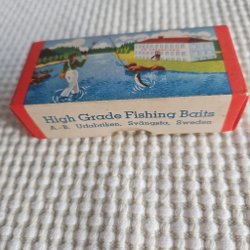 High Grade Fishing Baits
A.-B. Urfabriken, Svängsta, Sweden